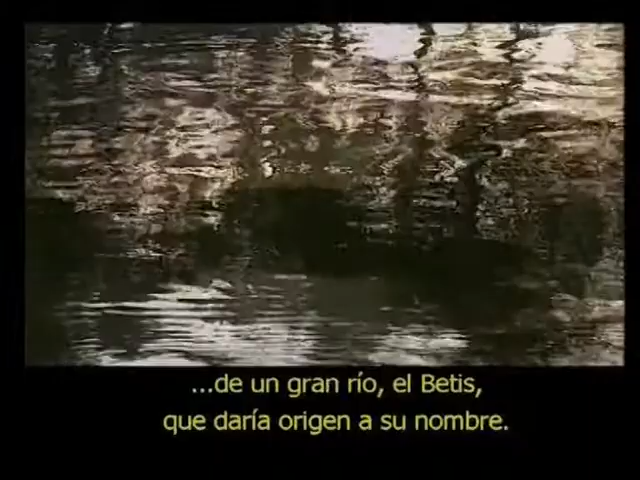 ...de un gran río, el Betis,
que daría origen a su nombre.